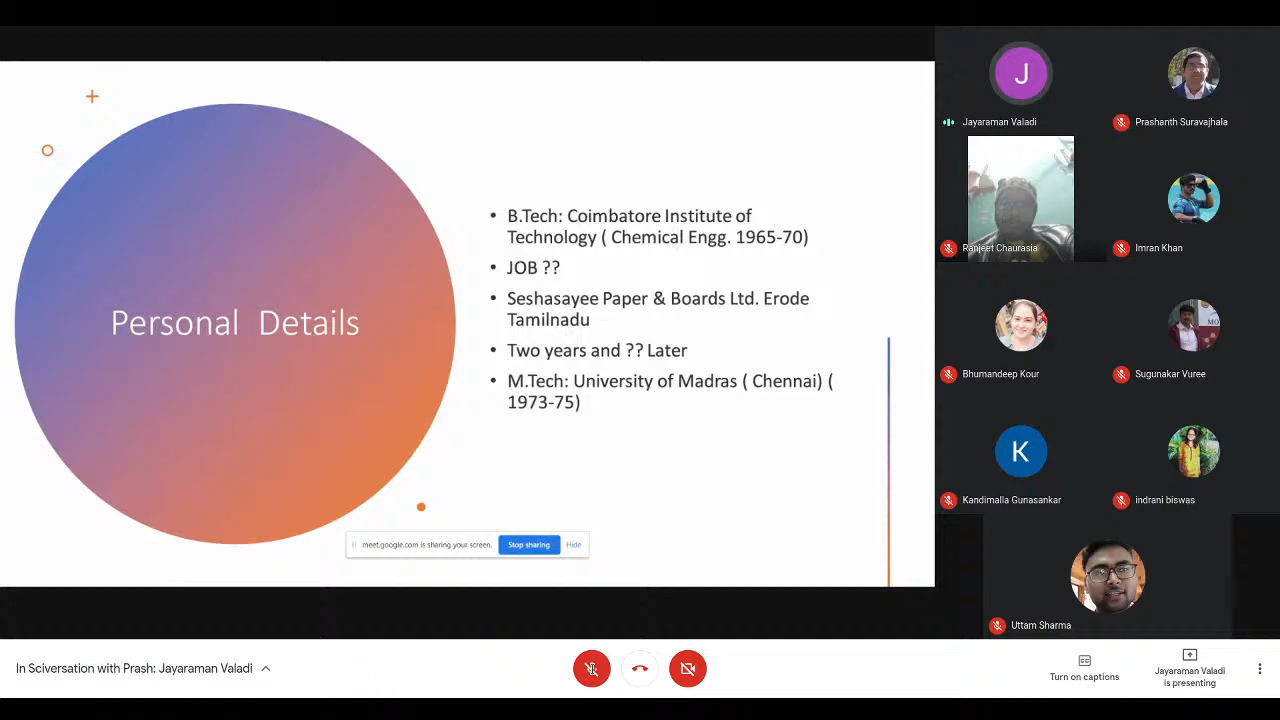 Personal Details
• B.Tech: Coimbatore Institute of
Technology ( Chemical Engg. 1965-70)
• JOB ??
• Seshasayee Paper & Boards Ltd. Erode
Tamilnadu
• Two years and ?? Later
• M.Tech: University of Madras ( Chennai) (
1973-75)
meet.google.com is sharing your screen.
Stop sharing
Hide
J
Jayaraman Valadi
Prashanth Suravajhala
Ranjeet Chaurasia
Imran Khan
Bhumandeep Kour
MO
Sugunakar Vuree
K
Kandimalla Gunasankar
indrani biswas
Uttam Sharma
In Sciversation with Prash: Jayaraman Valadi
CC
Turn on captions
Jayaraman Valadi
is presenting